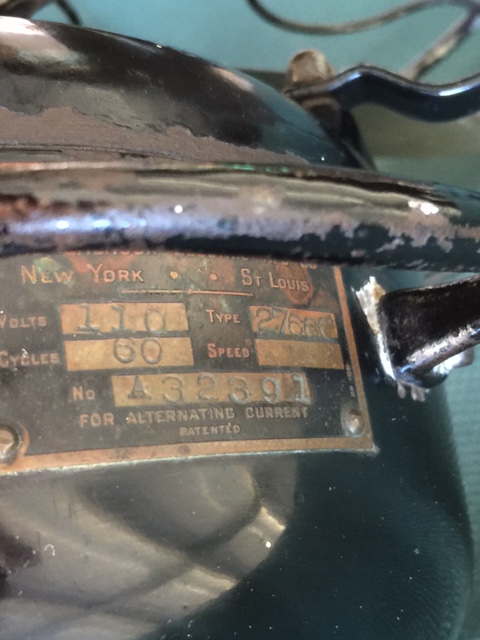 NEW YORK • • ST LOUIS
VOLTS 110 TYPE
CYCLES 60 SPEED
NO A32391
FOR ALTERNATING CURRENT
PATENTED